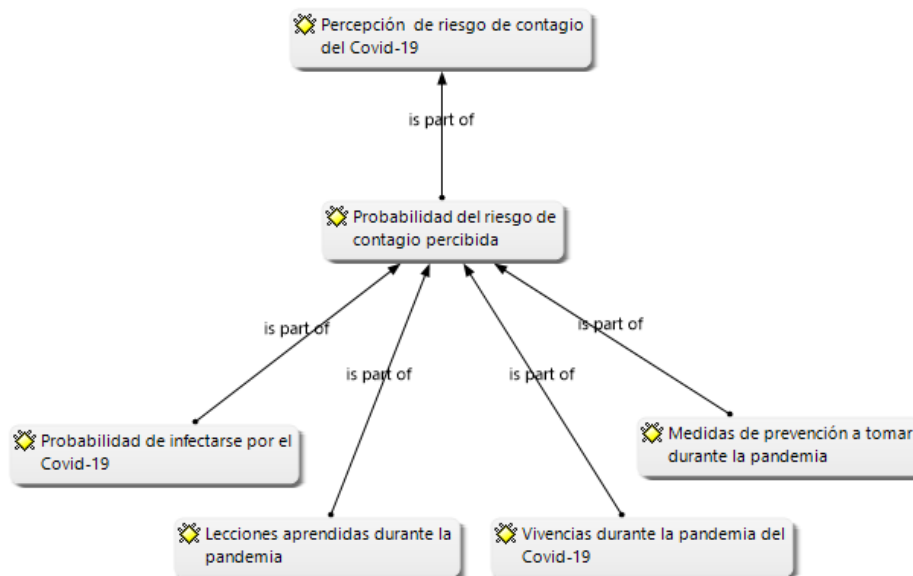 Percepción de riesgo de contagio
del Covid-19
is part of
Probabilidad del riesgo de
contagio percibida
is part of
is part of
is part of
is part of
Probabilidad de infectarse por el
Covid-19
Medidas de prevención a tomar
durante la pandemia
Lecciones aprendidas durante la
pandemia
Vivencias durante la pandemia del
Covid-19